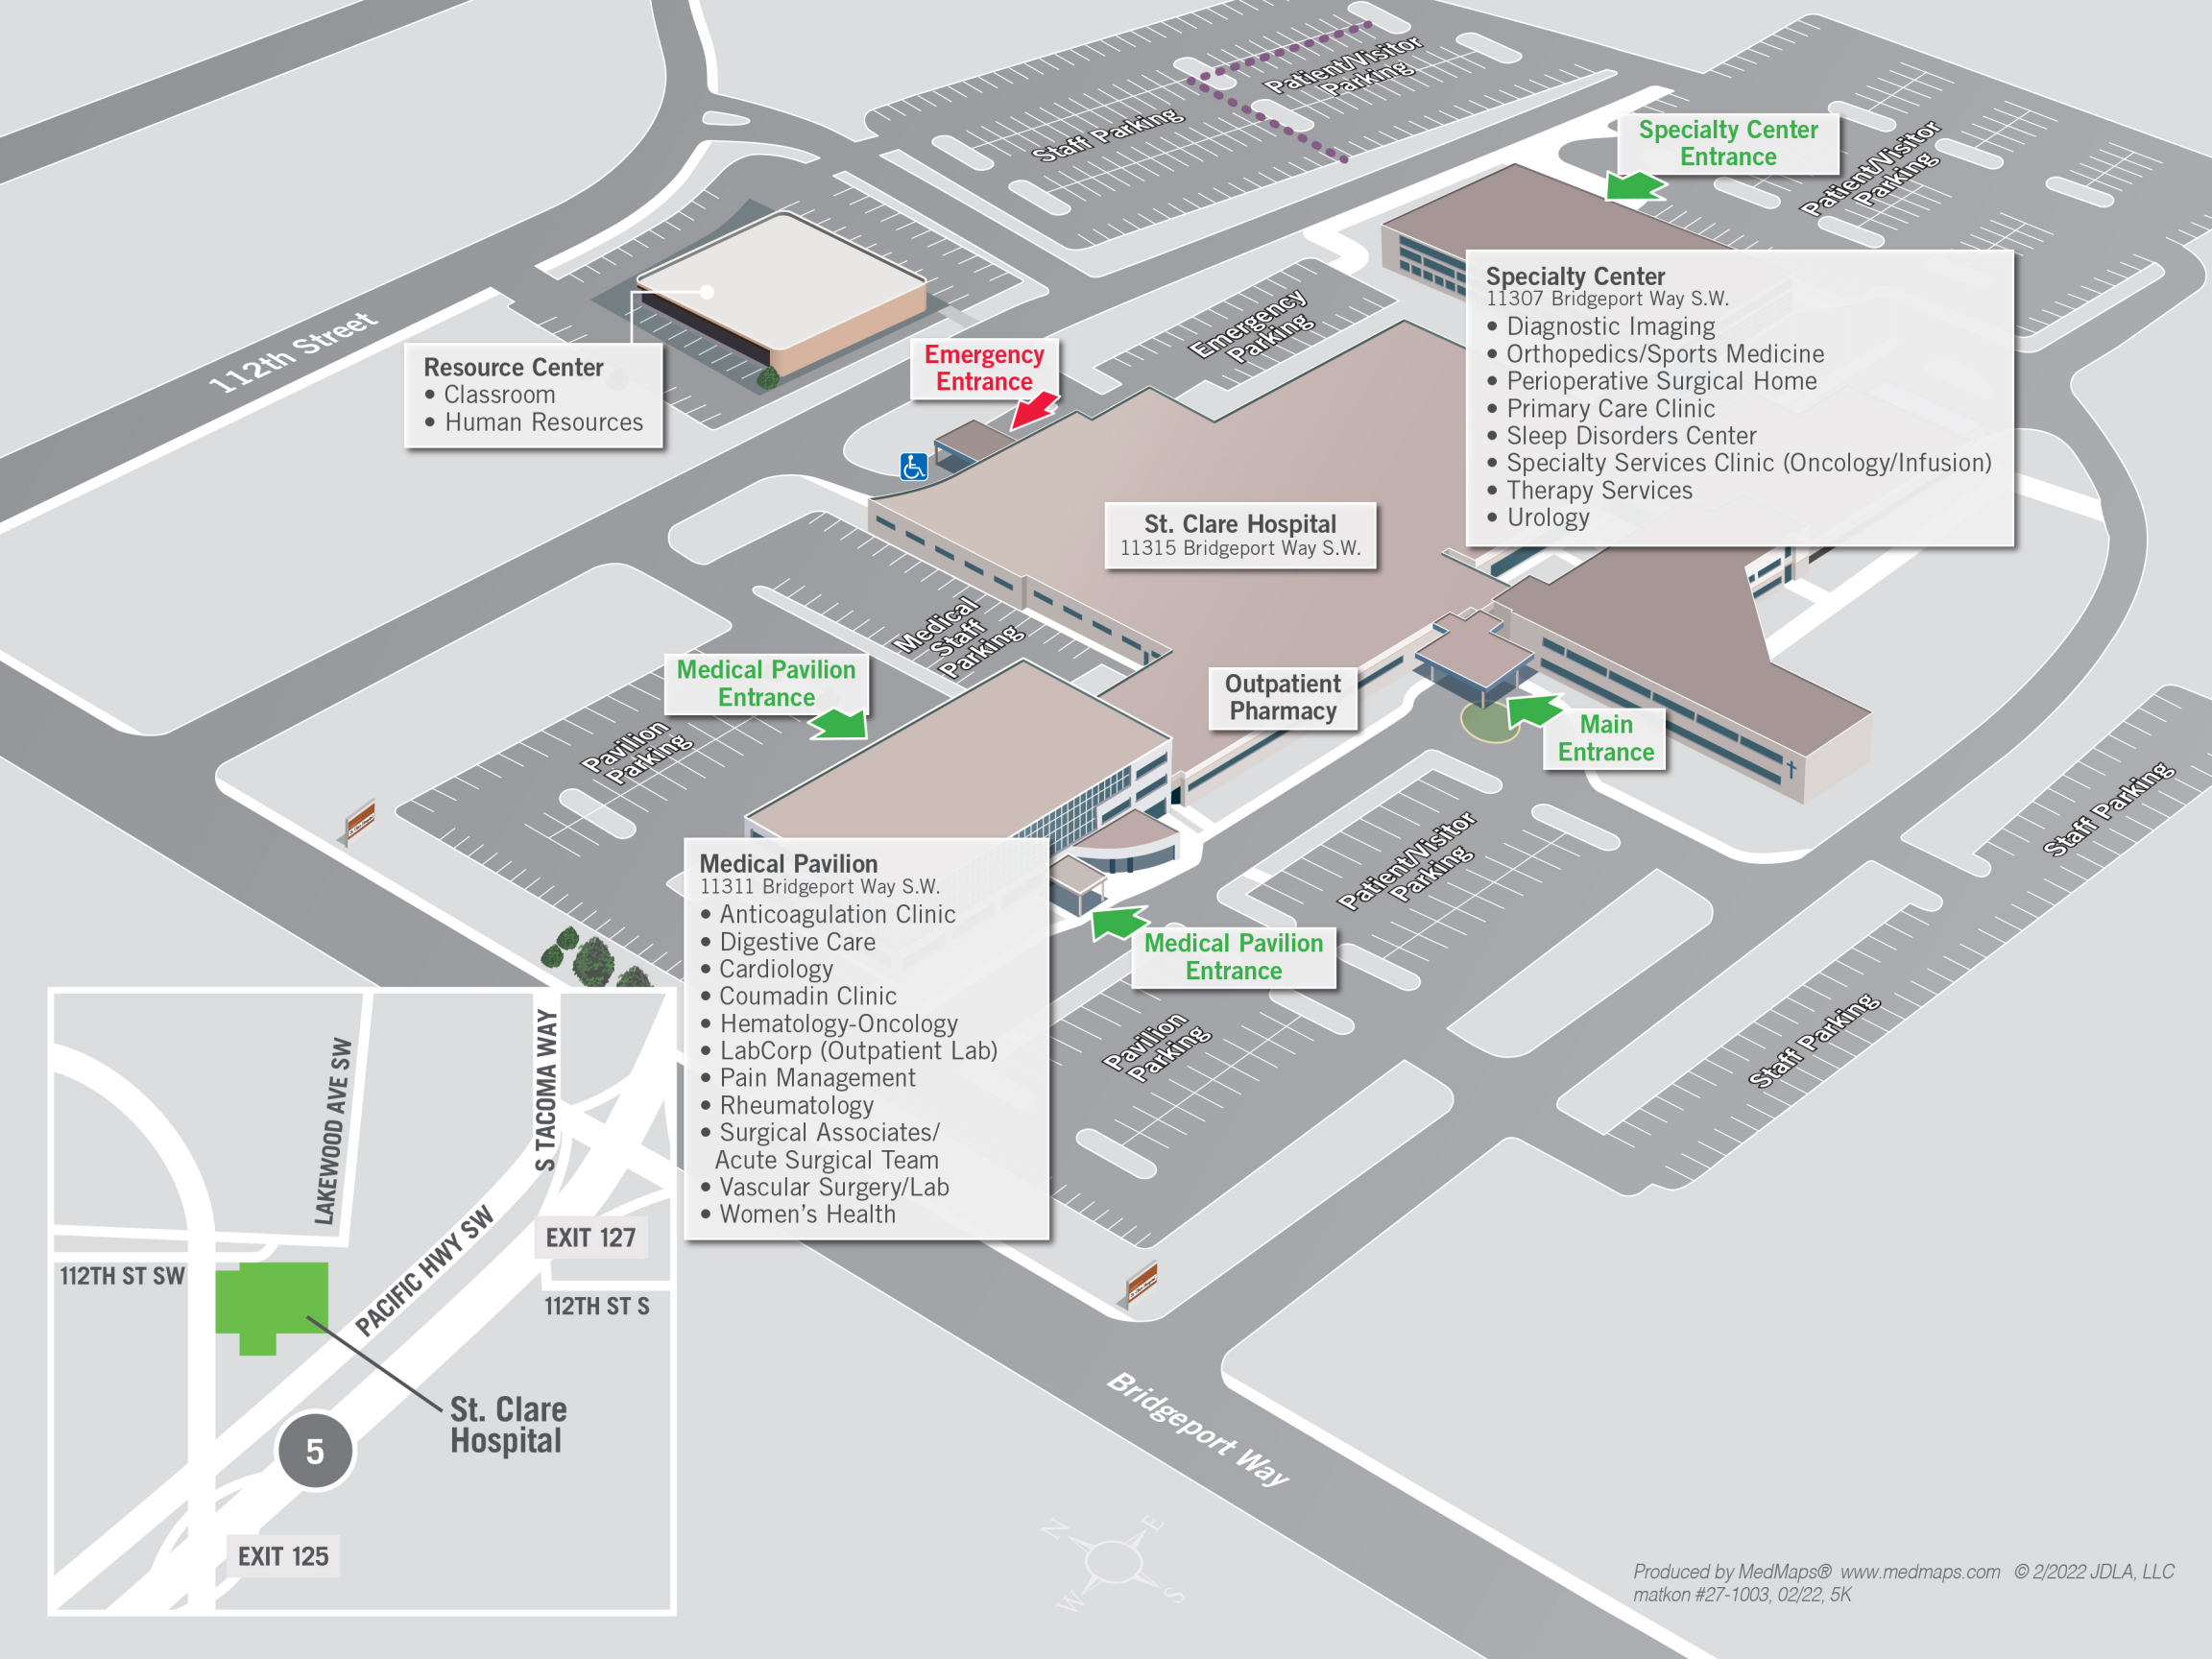 Patient/Visitor
Parking
Staff Parking
Specialty Center
Entrance
Patient/Visitor
Parking
112th Street
Resource Center
• Classroom
• Human Resources
Emergency
Entrance
Emergency
Parking
Specialty Center
11307 Bridgeport Way S.W.
• Diagnostic Imaging
• Orthopedics/Sports Medicine
• Perioperative Surgical Home
• Primary Care Clinic
• Sleep Disorders Center
• Specialty Services Clinic (Oncology/Infusion)
• Therapy Services
• Urology
St. Clare Hospital
11315 Bridgeport Way S.W.
Medical
Staff
Parking
Medical Pavilion
Entrance
Outpatient
Pharmacy
Main
Entrance
Pavilion
Parking
Staff Parking
Patient/Visitor
Parking
Medical Pavilion
11311 Bridgeport Way S.W.
• Anticoagulation Clinic
• Digestive Care
• Cardiology
• Coumadin Clinic
• Hematology-Oncology
• LabCorp (Outpatient Lab)
• Pain Management
• Rheumatology
• Surgical Associates/
Acute Surgical Team
• Vascular Surgery/Lab
• Women's Health
Medical Pavilion
Entrance
Pavilion
Parking
Staff Parking
LAKEWOOD AVE SW
S TACOMA WAY
PACIFIC HWY SW
EXIT 127
112TH ST SW
112TH ST S
St. Clare
Hospital
5
EXIT 125
Bridgeport Way
N
E
W
S
Produced by MedMaps® www.medmaps.com © 2/2022 JDLA, LLC
matkon #27-1003, 02/22, 5K